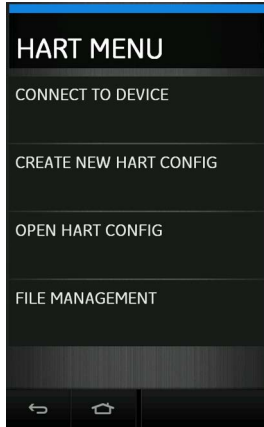 HART MENU
CONNECT TO DEVICE
CREATE NEW HART CONFIG
OPEN HART CONFIG
FILE MANAGEMENT